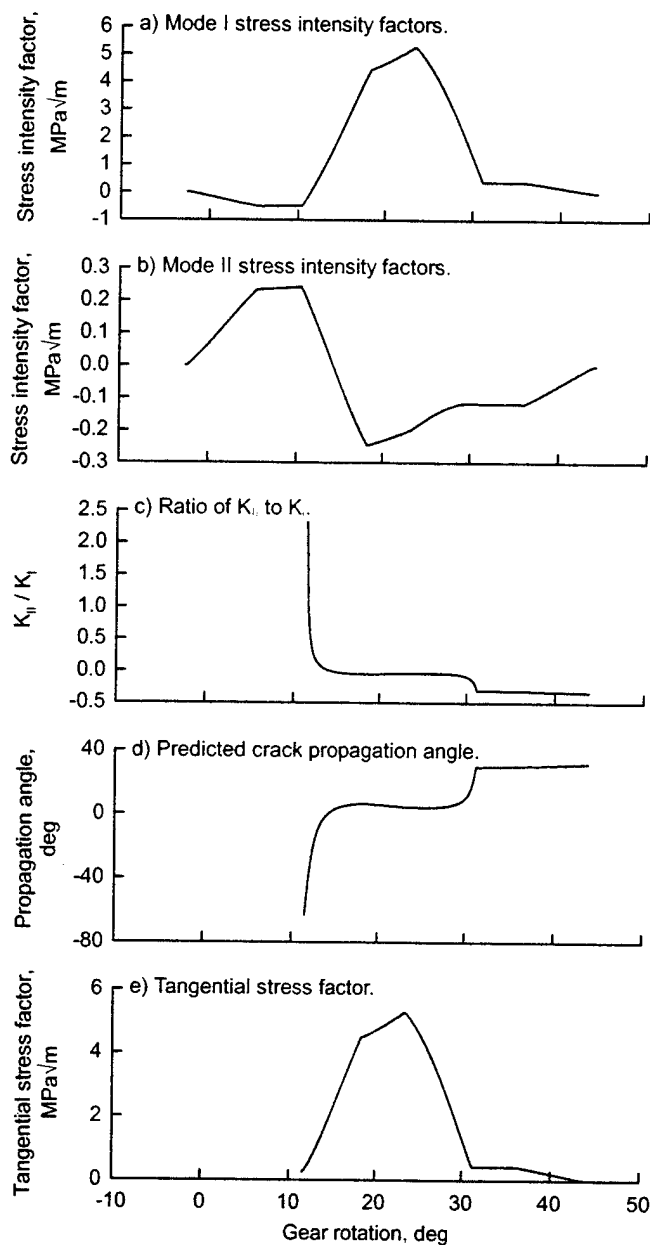 a) Mode I stress intensity factors.
Stress intensity factor,
MPa√m
6
5
4
3
2
1
0
-1
b) Mode II stress intensity factors.
Stress intensity factor,
MPa√m
0.3
0.2
0.1
0.0
-0.1
-0.2
-0.3
c) Ratio of K to K
K_II / K_I
2.5
2.0
1.5
1.0
0.5
0.0
-0.5
d) Predicted crack propagation angle.
Propagation angle,
deg
40
0
-40
-80
e) Tangential stress factor.
Tangential stress factor,
MPa√m
6
4
2
0
-10 0 10 20 30 40 50
Gear rotation, deg